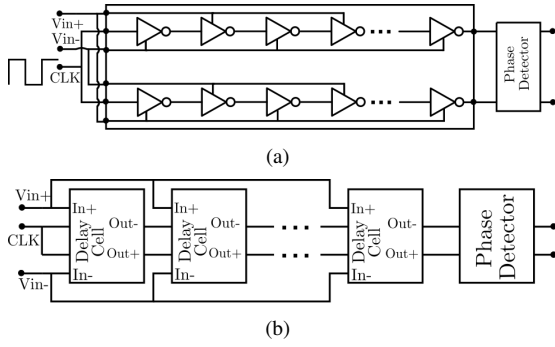 Vin+
Vin-
CLK
Phase
Detector
(a)
Vin+
CLK
Vin-
In+
Out-
Delay
Cell
Out+
In-
In+
Out-
Delay
Cell
Out+
In-
In+
Out-
Delay
Cell
Out+
In-
Phase
Detector
(b)